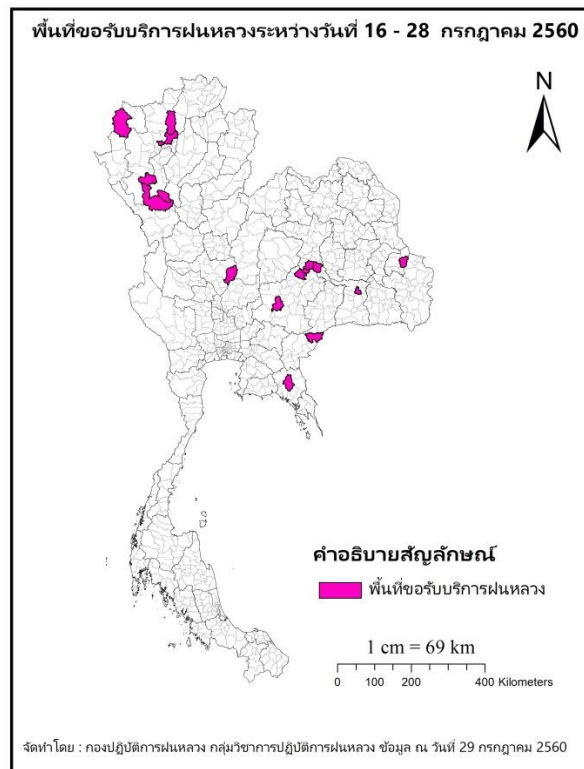 พื้นที่ขอรับบริการฝนหลวงระหว่างวันที่ 16 - 28 กรกฎาคม 2560
N
คำอธิบายสัญลักษณ์
พื้นที่ขอรับบริการฝนหลวง
1 cm = 69 km
0 100 200 400 Kilometers
จัดทำโดย : กองปฏิบัติการฝนหลวง กลุ่มวิชาการปฏิบัติการฝนหลวง ข้อมูล ณ วันที่ 29 กรกฎาคม 2560